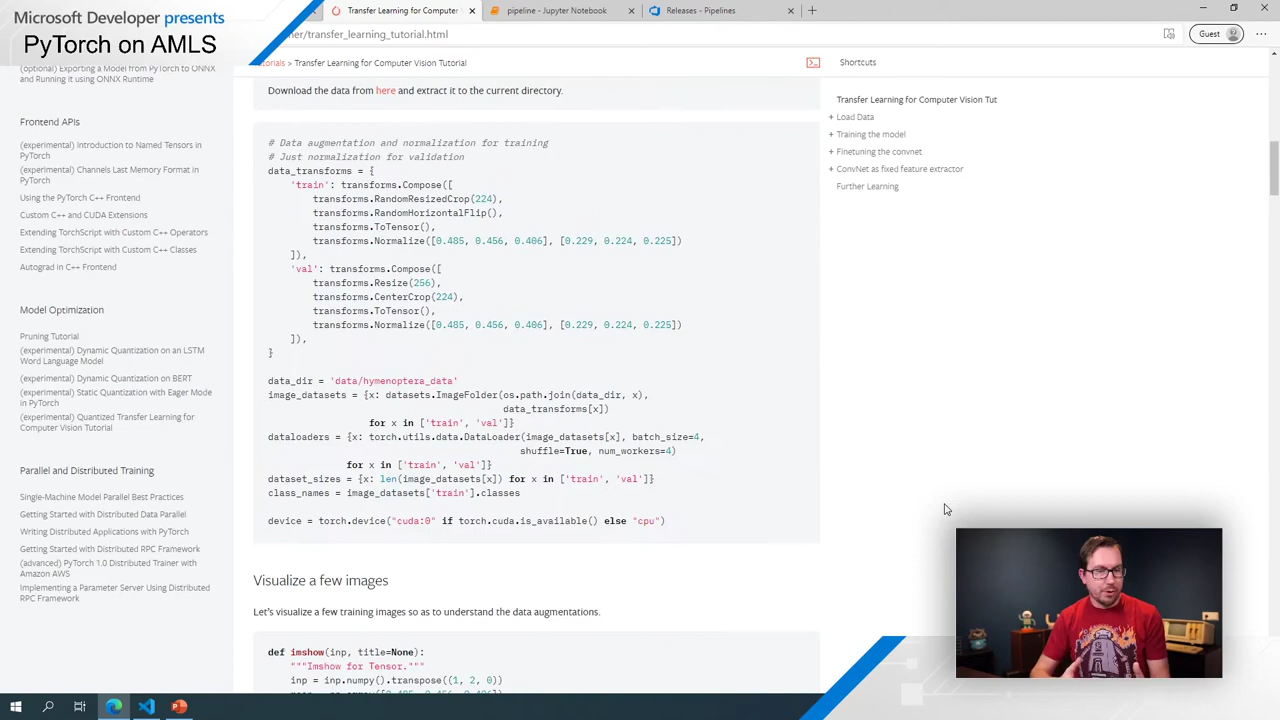 Microsoft Developer presents
PyTorch on AMLS
Transfer Learning for Computer
pipeline - Jupyter Notebook
Releases - Pipelines
er/transfer_learning_tutorial.html
Guest
(optional) Exporting a Model from PyTorch to ONNX
and Running it using ONNX Runtime
Frontend APIs
(experimental) Introduction to Named Tensors in
PyTorch
(experimental) Channels Last Memory Format in
PyTorch
Using the PyTorch C++ Frontend
Custom C++ and CUDA Extensions
Extending TorchScript with Custom C++ Operators
Extending TorchScript with Custom C++ Classes
Autograd in C++ Frontend
Model Optimization
Pruning Tutorial
(experimental) Dynamic Quantization on an LSTM
Word Language Model
(experimental) Dynamic Quantization on BERT
(experimental) Static Quantization with Eager Mode
in PyTorch
(experimental) Quantized Transfer Learning for
Computer Vision Tutorial
Parallel and Distributed Training
Single-Machine Model Parallel Best Practices
Getting Started with Distributed Data Parallel
Writing Distributed Applications with PyTorch
Getting Started with Distributed RPC Framework
(advanced) PyTorch 1.0 Distributed Trainer with
Amazon AWS
Implementing a Parameter Server Using Distributed
RPC Framework
torials > Transfer Learning for Computer Vision Tutorial
Download the data from here and extract it to the current directory.
# Data augmentation and normalization for training
# Just normalization for validation
data_transforms = {
    'train': transforms.Compose([
        transforms.RandomResizedCrop(224),
        transforms.RandomHorizontalFlip(),
        transforms.ToTensor(),
        transforms.Normalize([0.485, 0.456, 0.406], [0.229, 0.224, 0.225])
    ]),
    'val': transforms.Compose([
        transforms.Resize(256),
        transforms.CenterCrop(224),
        transforms.ToTensor(),
        transforms.Normalize([0.485, 0.456, 0.406], [0.229, 0.224, 0.225])
    ]),
}
data_dir = 'data/hymenoptera_data'
image_datasets = {x: datasets.ImageFolder(os.path.join(data_dir, x),
                                          data_transforms[x])
                  for x in ['train', 'val']}
dataloaders = {x: torch.utils.data.DataLoader(image_datasets[x], batch_size=4,
                                             shuffle=True, num_workers=4)
              for x in ['train', 'val']}
dataset_sizes = {x: len(image_datasets[x]) for x in ['train', 'val']}
class_names = image_datasets['train'].classes
device = torch.device("cuda:0" if torch.cuda.is_available() else "cpu")
Visualize a few images
Let's visualize a few training images so as to understand the data augmentations.
def imshow(inp, title=None):
    """Imshow for Tensor."""
    inp = inp.numpy().transpose((1, 2, 0))
Shortcuts
Transfer Learning for Computer Vision Tut
+ Load Data
+ Training the model
+ Finetuning the convnet
+ ConvNet as fixed feature extractor
Further Learning